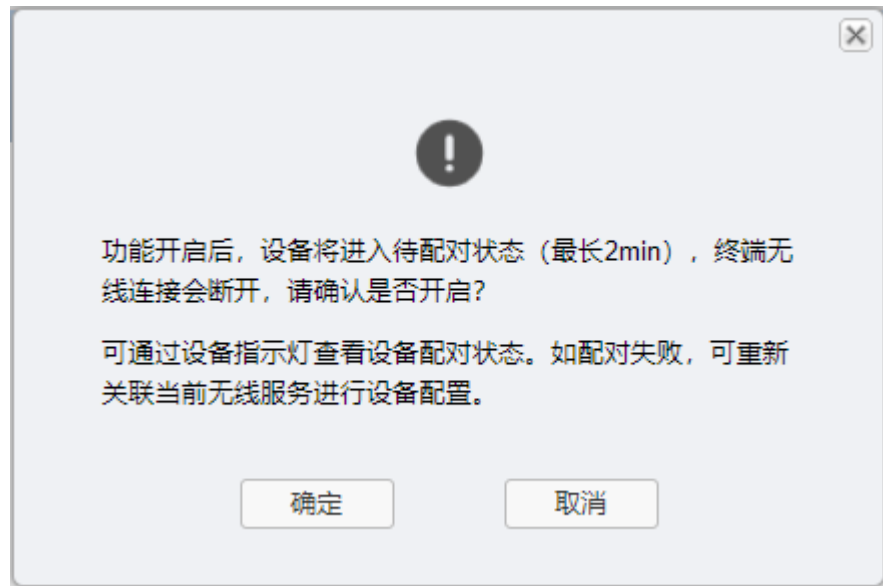 功能开启后，设备将进入待配对状态（最长2min），终端无
线连接会断开，请确认是否开启？
可通过设备指示灯查看设备配对状态。如配对失败，可重新
关联当前无线服务进行设备配置。
确定
取消